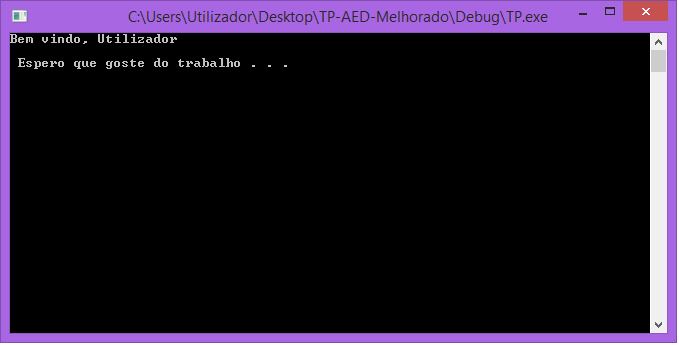 C:\Users\Utilizador\Desktop\TP-AED-Melhorado\Debug\TP.exe
Bem vindo, Utilizador
Espero que goste do trabalho . . .